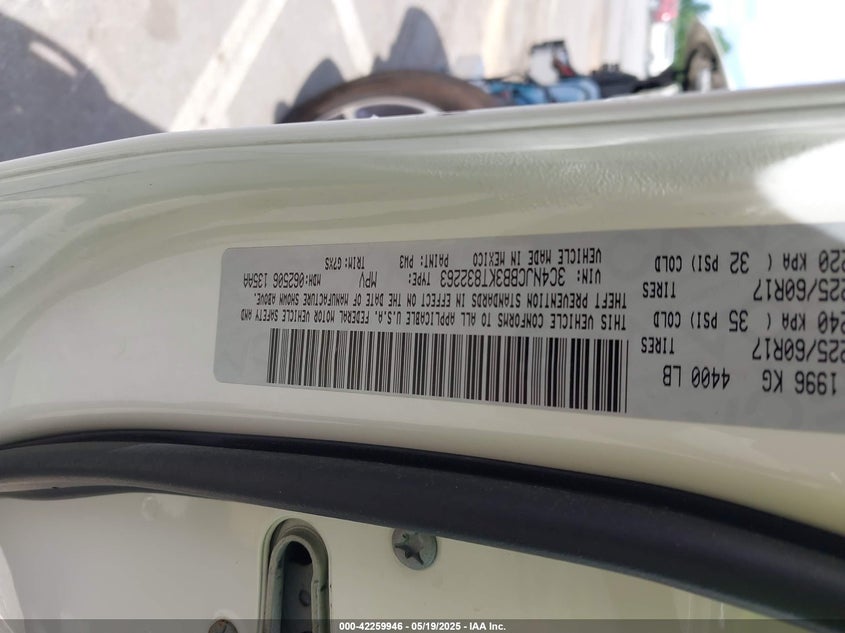 1996 KG 4400 LB
225/60R17 TIRES
240 KPA ( 35 PSI) COLD
225/60R17 TIRES
220 KPA ( 32 PSI) COLD
THIS VEHICLE CONFORMS TO ALL APPLICABLE U.S.A. FEDERAL MOTOR VEHICLE SAFETY AND
THEFT PREVENTION STANDARDS IN EFFECT ON THE DATE OF MANUFACTURE SHOWN ABOVE.
VIN: 3C4NJCBB3KT832263 TYPE: MPV MDH:062506 135AA
VEHICLE MADE IN MEXICO PAINT: PW3 TRIM:G7XS
000-42259946 - 05/19/2025 - IAA Inc.